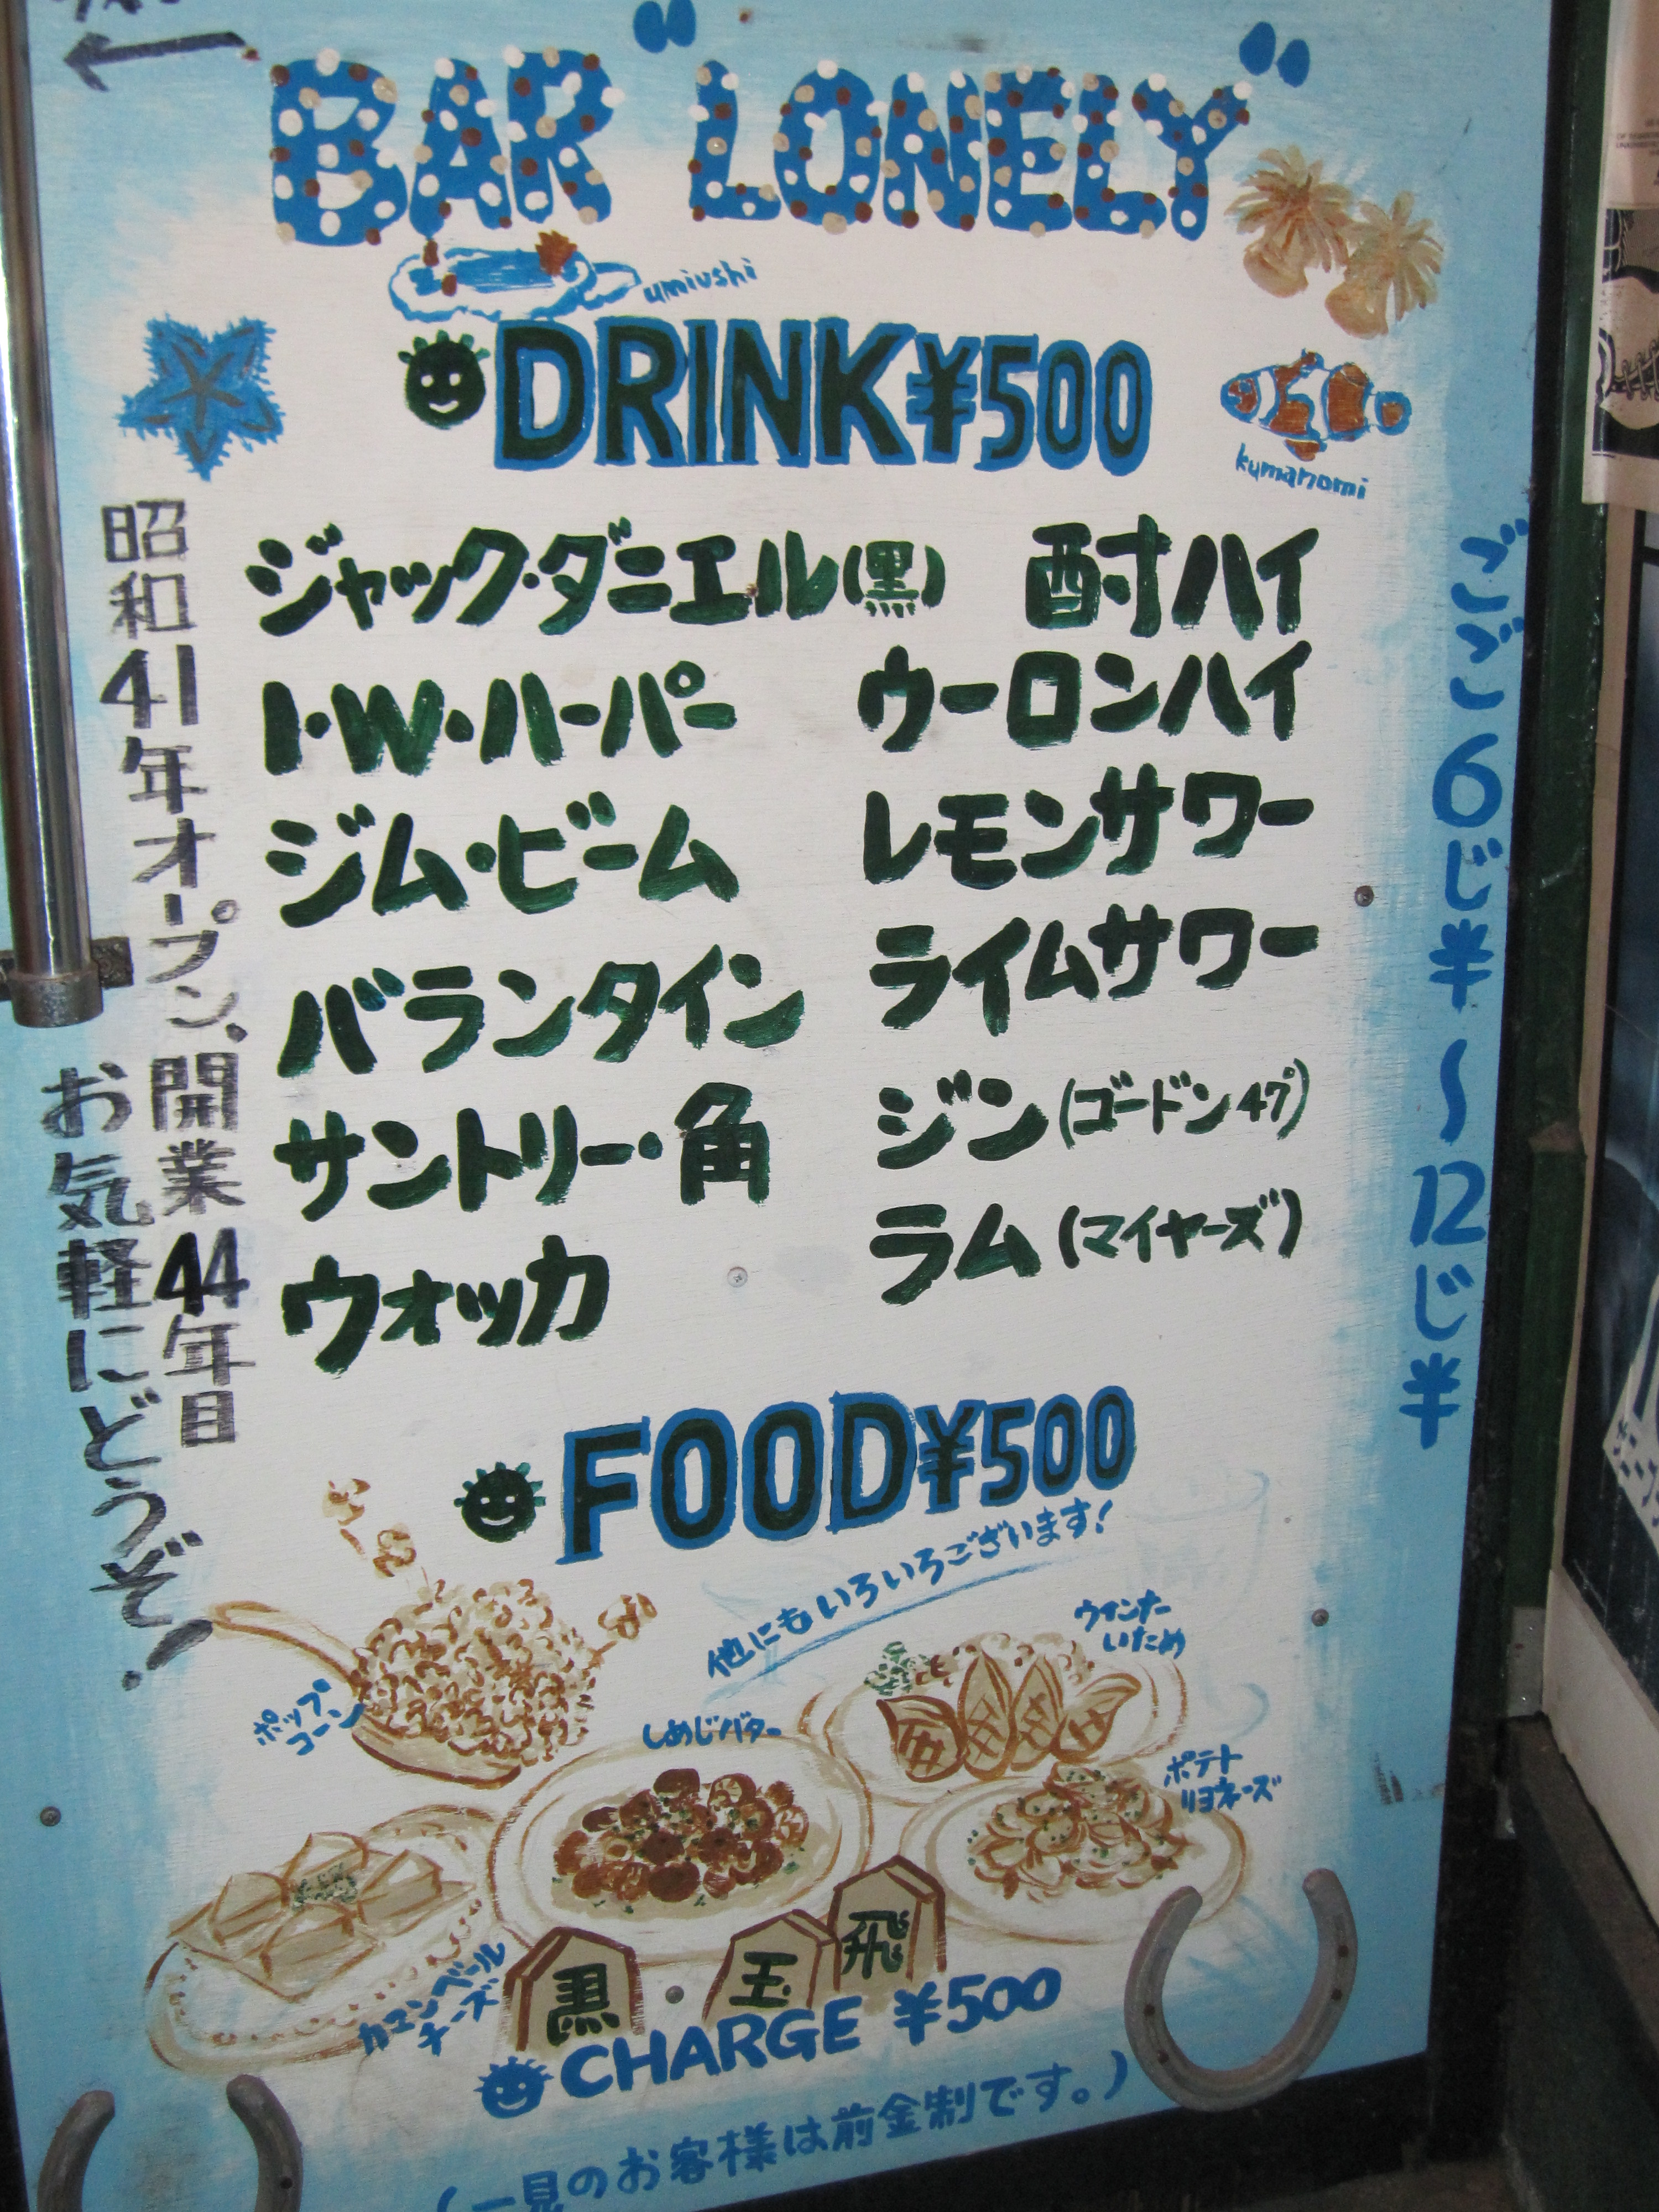 BAR "LONELY"
umiushi
DRINK¥500
kumanomi
ジャック・ダニエル(黒)
I・W・ハーパー
ジム・ビーム
バランタイン
サントリー・角
ウォッカ
酎ハイ
ウーロンハイ
レモンサワー
ライムサワー
ジン(ゴードン47°)
ラム(マイヤーズ)
ごご6じ半〜12じ半
昭和41年オープン、開業44年目
お気軽にどうぞ!
FOOD¥500
他にもいろいろございます!
ポップ
コーン
しめじバター
ウインナー
いため
ポテト
リヨネーズ
カマンベール
チーズ
黒
玉
飛
CHARGE ¥500
(一見のお客様は前金制です。)